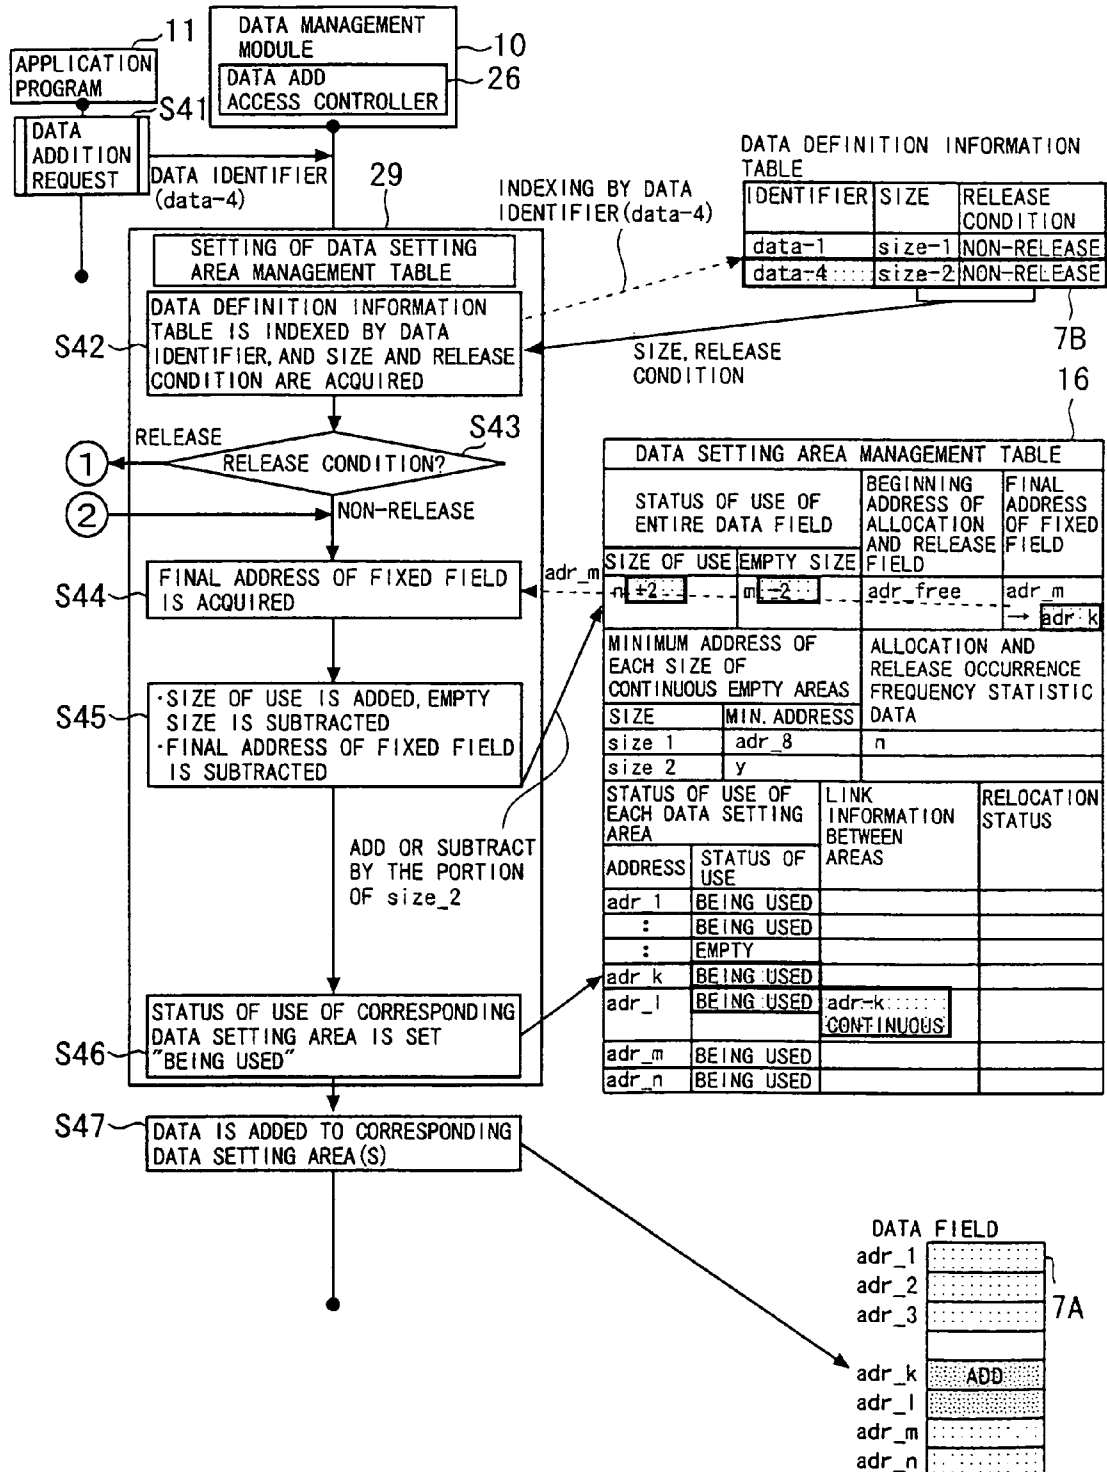 11
APPLICATION
PROGRAM
S41
DATA
ADDITION
REQUEST
DATA MANAGEMENT
MODULE
10
DATA ADD
ACCESS CONTROLLER
26
DATA IDENTIFIER
(data-4)
29
SETTING OF DATA SETTING
AREA MANAGEMENT TABLE
INDEXING BY DATA
IDENTIFIER(data-4)
DATA DEFINITION INFORMATION
TABLE
IDENTIFIER SIZE RELEASE
CONDITION
data-1 size-1 NON-RELEASE
data-4 size-2 NON-RELEASE
7B
S42
DATA DEFINITION INFORMATION
TABLE IS INDEXED BY DATA
IDENTIFIER, AND SIZE AND RELEASE
CONDITION ARE ACQUIRED
SIZE, RELEASE
CONDITION
16
RELEASE
1
S43
RELEASE CONDITION?
2
NON-RELEASE
S44
FINAL ADDRESS OF FIXED FIELD
IS ACQUIRED
adr_m
S45
·SIZE OF USE IS ADDED, EMPTY
SIZE IS SUBTRACTED
·FINAL ADDRESS OF FIXED FIELD
IS SUBTRACTED
ADD OR SUBTRACT
BY THE PORTION
OF size_2
S46
STATUS OF USE OF CORRESPONDING
DATA SETTING AREA IS SET
"BEING USED"
S47
DATA IS ADDED TO CORRESPONDING
DATA SETTING AREA(S)
DATA SETTING AREA MANAGEMENT TABLE
STATUS OF USE OF
ENTIRE DATA FIELD
BEGINNING
ADDRESS OF
ALLOCATION
AND RELEASE
FIELD
FINAL
ADDRESS
OF FIXED
FIELD
SIZE OF USE EMPTY SIZE
n +2 m -2 adr_free adr_m
→ adr k
MINIMUM ADDRESS OF
EACH SIZE OF
CONTINUOUS EMPTY AREAS
ALLOCATION AND
RELEASE OCCURRENCE
FREQUENCY STATISTIC
DATA
SIZE MIN. ADDRESS
size 1 adr_8 n
size 2 y
STATUS OF USE OF
EACH DATA SETTING
AREA
LINK
INFORMATION
BETWEEN
AREAS
RELOCATION
STATUS
ADDRESS STATUS OF
USE
adr_1 BEING USED
: BEING USED
: EMPTY
adr_k BEING USED
adr_l BEING USED adr-k
CONTINUOUS
adr_m BEING USED
adr_n BEING USED
DATA FIELD
adr_1
adr_2
adr_3
7A
adr_k ADD
adr_l
adr_m
adr_n